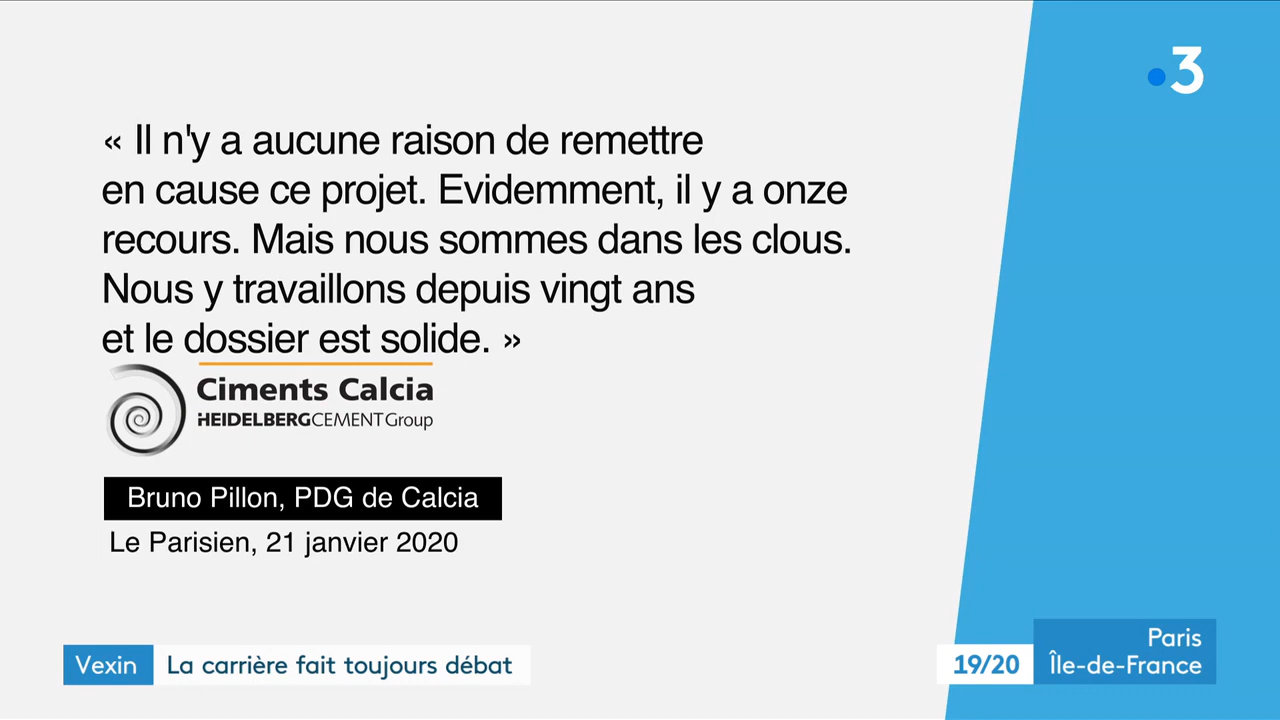 3
« Il n'y a aucune raison de remettre
en cause ce projet. Evidemment, il y a onze
recours. Mais nous sommes dans les clous.
Nous y travaillons depuis vingt ans
et le dossier est solide. »
Ciments Calcia
HEIDELBERGCEMENT Group
Bruno Pillon, PDG de Calcia
Le Parisien, 21 janvier 2020
Vexin La carrière fait toujours débat
19/20
Paris
Île-de-France